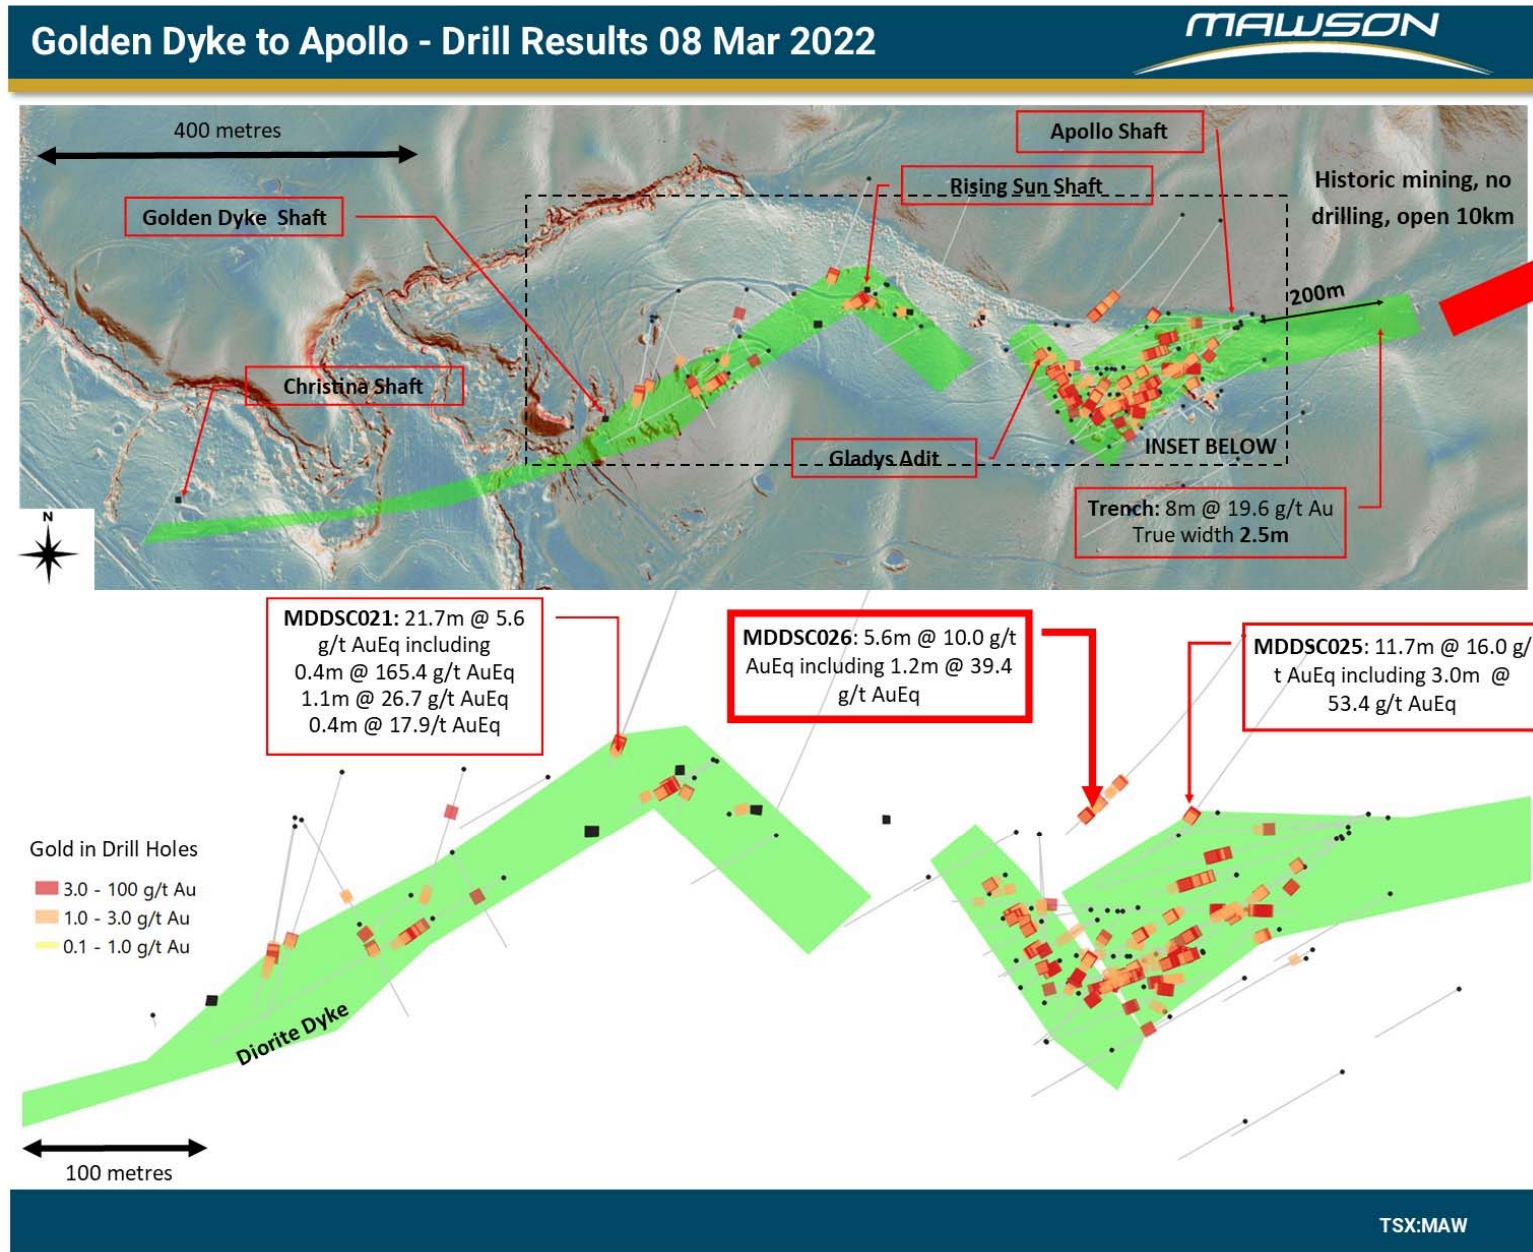 Golden Dyke to Apollo - Drill Results 08 Mar 2022
MAWSON
400 metres
Apollo Shaft
Rising Sun Shaft
Historic mining, no
drilling, open 10km
Golden Dyke Shaft
200m
Christina Shaft
Gladys Adit
INSET BELOW
Trench: 8m @ 19.6 g/t Au
True width 2.5m
N
MDDSC021: 21.7m @ 5.6
g/t AuEq including
0.4m @ 165.4 g/t AuEq
1.1m @ 26.7 g/t AuEq
0.4m @ 17.9/t AuEq
MDDSC026: 5.6m @ 10.0 g/t
AuEq including 1.2m @ 39.4
g/t AuEq
MDDSC025: 11.7m @ 16.0 g/
t AuEq including 3.0m @
53.4 g/t AuEq
Gold in Drill Holes
3.0 - 100 g/t Au
1.0 - 3.0 g/t Au
0.1 - 1.0 g/t Au
Diorite Dyke
100 metres
TSX:MAW